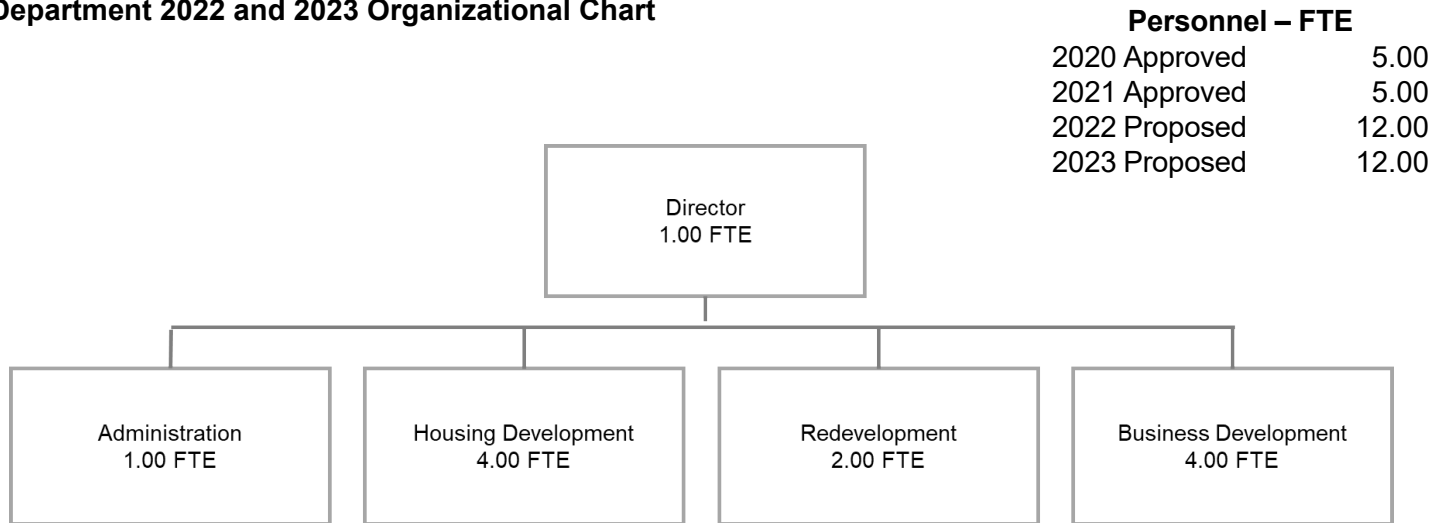 Department 2022 and 2023 Organizational Chart
Personnel – FTE
2020 Approved 5.00
2021 Approved 5.00
2022 Proposed 12.00
2023 Proposed 12.00
Director
1.00 FTE
Administration
1.00 FTE
Housing Development
4.00 FTE
Redevelopment
2.00 FTE
Business Development
4.00 FTE